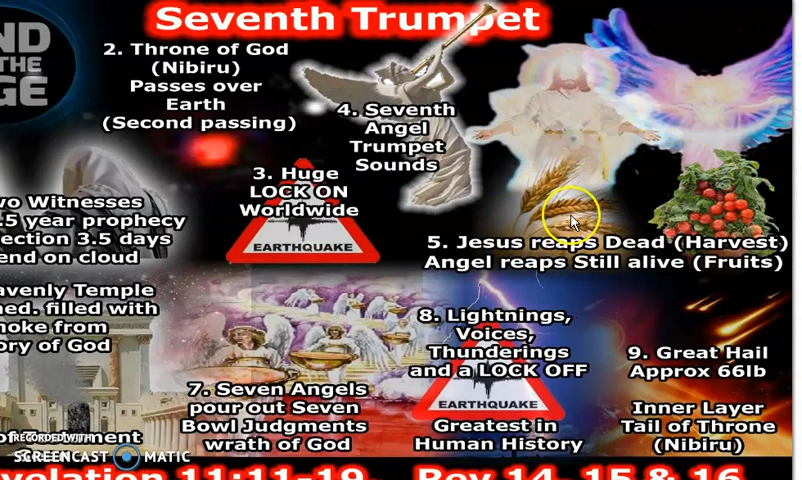 Seventh Trumpet
ND
THE
GE
2. Throne of God
(Nibiru)
Passes over
Earth
(Second passing)
4. Seventh
Angel
Trumpet
Sounds
3. Huge
LOCK ON
Worldwide
EARTHQUAKE
wo Witnesses
.5 year prophecy
ection 3.5 days
end on cloud
5. Jesus reaps Dead (Harvest)
Angel reaps Still alive (Fruits)
avenly Temple
ned. filled with
moke from
ory of God
7. Seven Angels
pour out Seven
Bowl Judgments
wrath of God
8. Lightnings,
Voices,
Thunderings
and a LOCK OFF
EARTHQUAKE
Greatest in
Human History
9. Great Hail
Approx 66lb
Inner Layer
Tail of Throne
(Nibiru)
RECORDED WITH
SCREENCAST MATIC
velation 11:11-19, Rev 14, 15 & 16